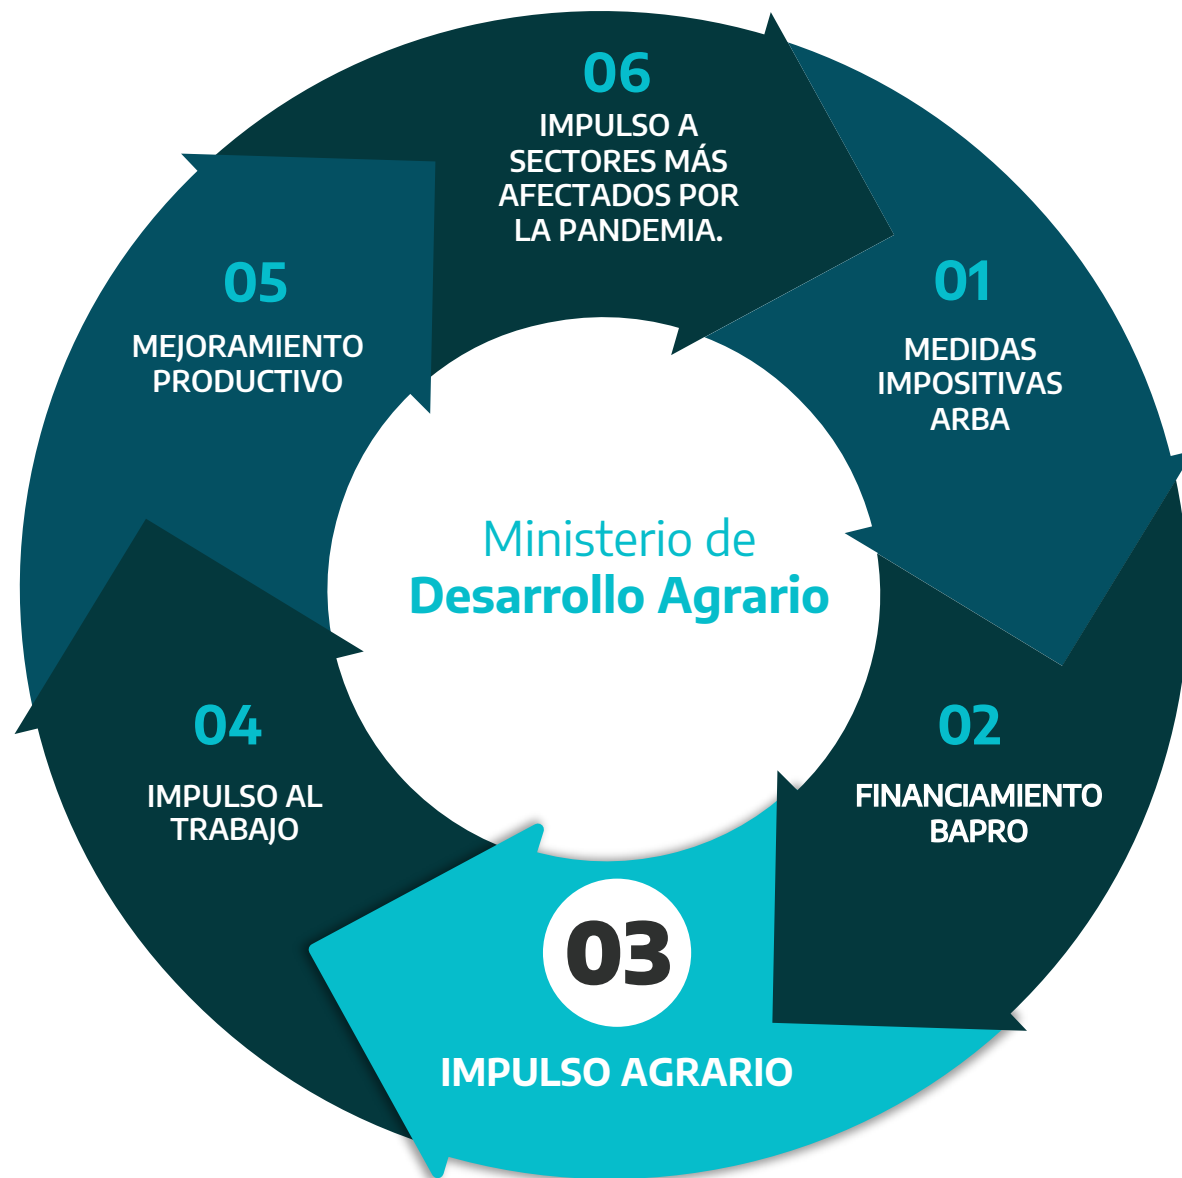 06
IMPULSO A
SECTORES MÁS
AFECTADOS POR
LA PANDEMIA.
01
MEDIDAS
IMPOSITIVAS
ARBA
02
FINANCIAMIENTO
BAPRO
03
IMPULSO AGRARIO
04
IMPULSO AL
TRABAJO
05
MEJORAMIENTO
PRODUCTIVO
Ministerio de
Desarrollo Agrario